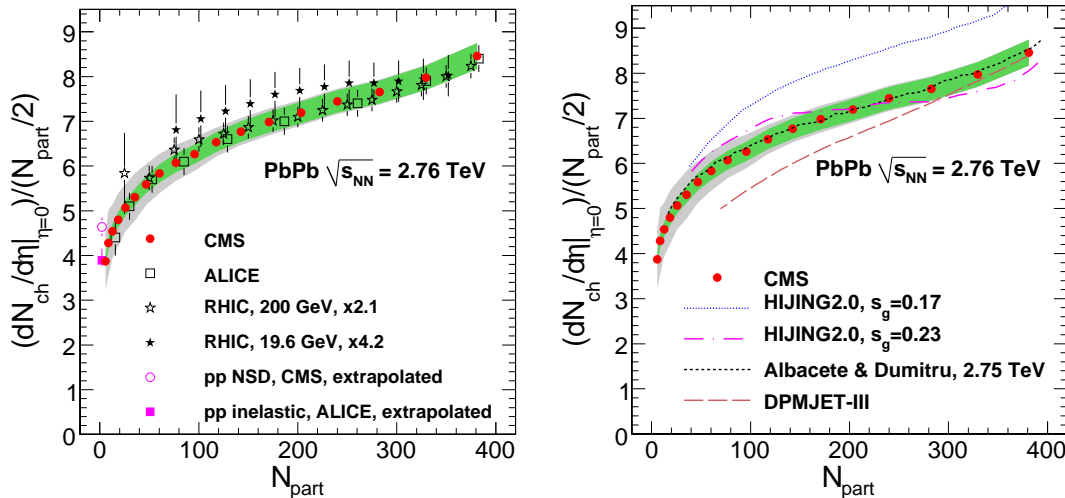 9
8
7
6
5
4
3
2
1
0
(dN_ch/dη|_η=0)/(N_part/2)
PbPb √s_NN = 2.76 TeV
CMS
ALICE
RHIC, 200 GeV, x2.1
RHIC, 19.6 GeV, x4.2
pp NSD, CMS, extrapolated
pp inelastic, ALICE, extrapolated
0 100 200 300 400
N_part
9
8
7
6
5
4
3
2
1
0
(dN_ch/dη|_η=0)/(N_part/2)
PbPb √s_NN = 2.76 TeV
CMS
HIJING2.0, s_g=0.17
HIJING2.0, s_g=0.23
Albacete & Dumitru, 2.75 TeV
DPMJET-III
0 100 200 300 400
N_part